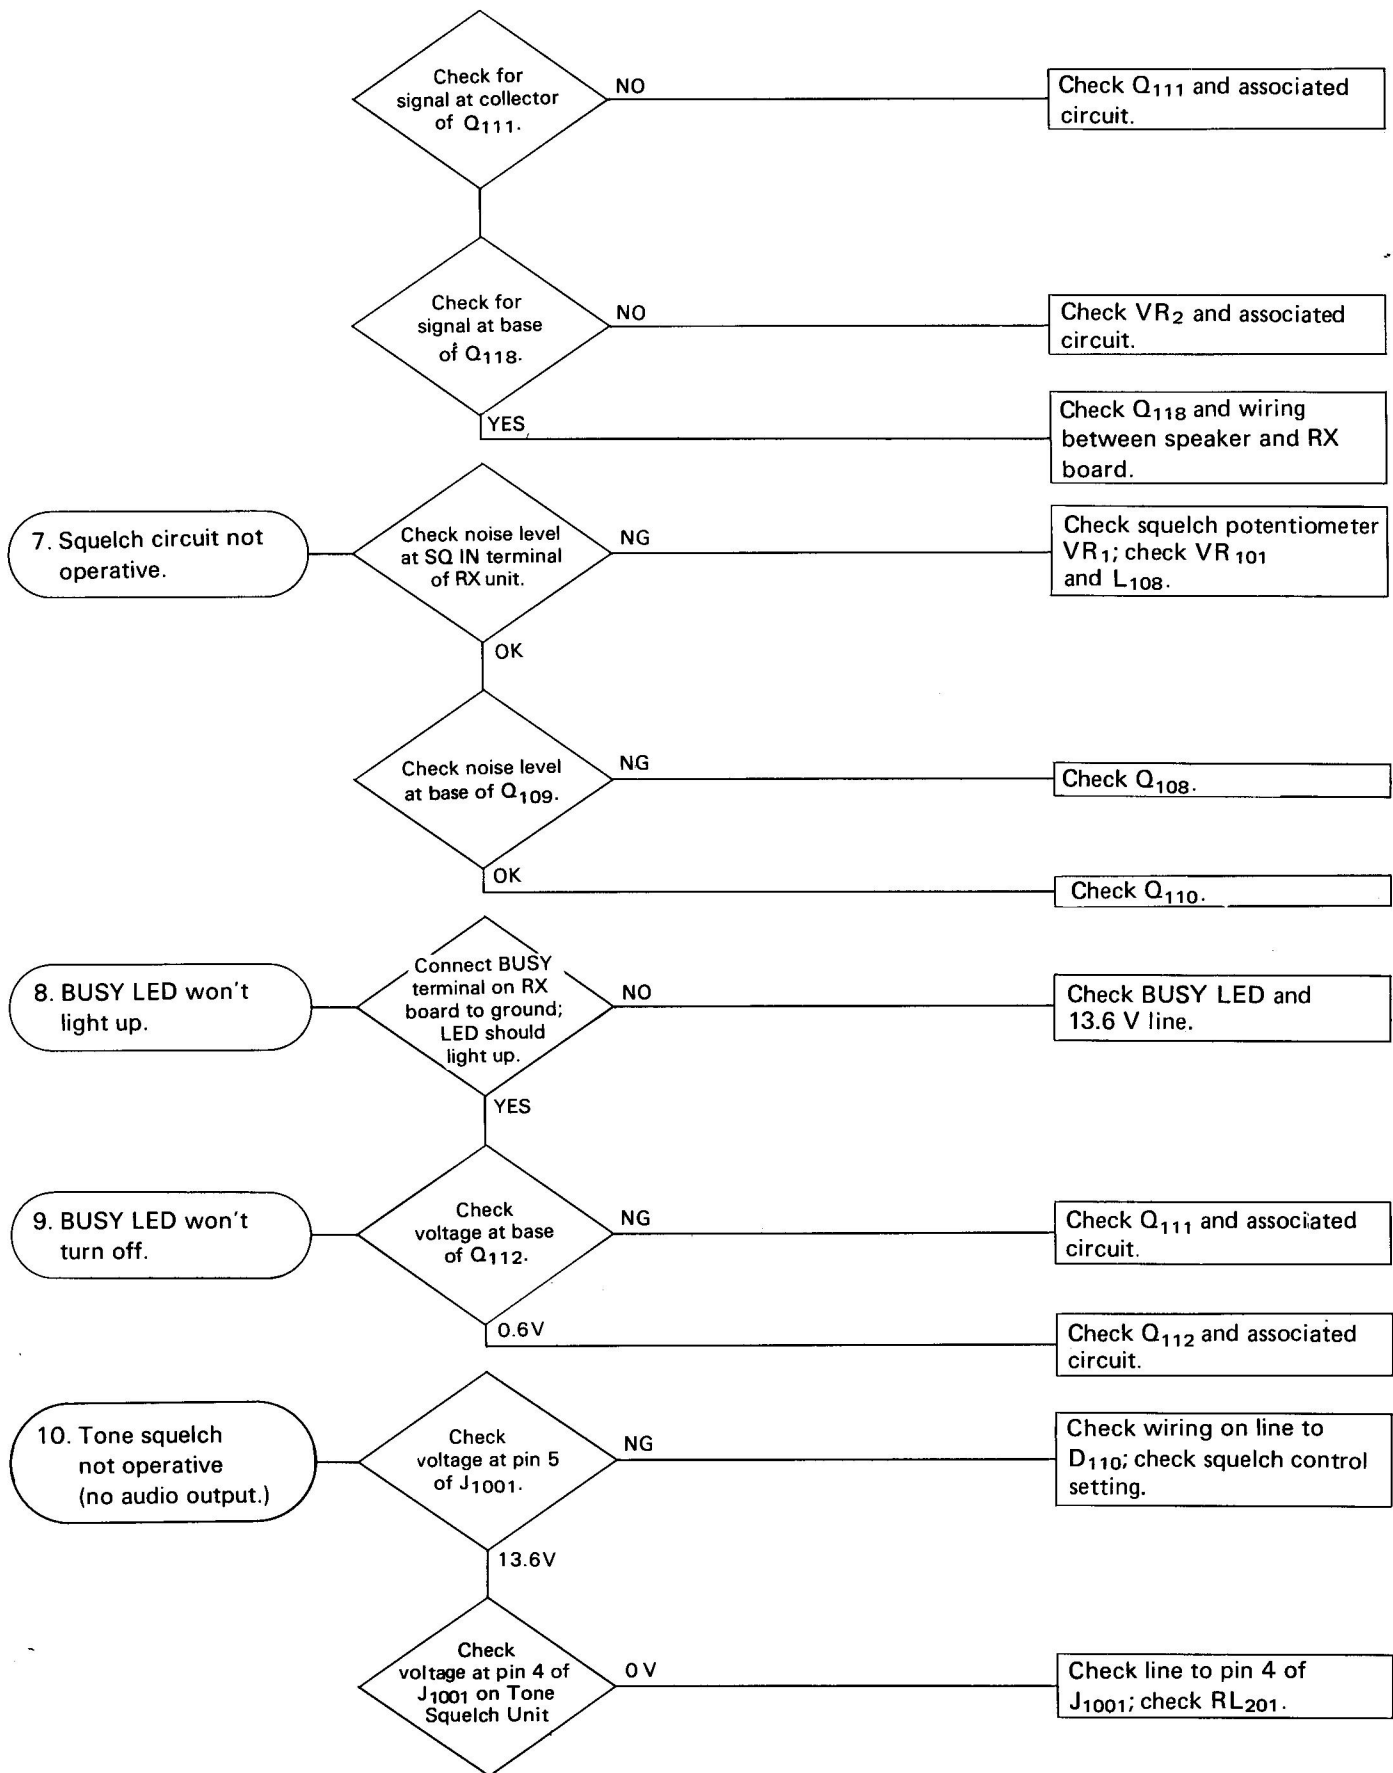 Check for
signal at collector
of Q111.
NO
Check Q111 and associated
circuit.
Check for
signal at base
of Q118.
NO
Check VR2 and associated
circuit.
YES
Check Q118 and wiring
between speaker and RX
board.
7. Squelch circuit not
operative.
Check noise level
at SQ IN terminal
of RX unit.
NG
Check squelch potentiometer
VR1; check VR101
and L108.
OK
Check noise level
at base of Q109.
NG
Check Q108.
OK
Check Q110.
8. BUSY LED won't
light up.
Connect BUSY
terminal on RX
board to ground;
LED should
light up.
NO
Check BUSY LED and
13.6 V line.
YES
9. BUSY LED won't
turn off.
Check
voltage at base
of Q112.
NG
Check Q111 and associated
circuit.
0.6V
Check Q112 and associated
circuit.
10. Tone squelch
not operative
(no audio output.)
Check
voltage at pin 5
of J1001.
NG
Check wiring on line to
D110; check squelch control
setting.
13.6V
Check
voltage at pin 4 of
J1001 on Tone
Squelch Unit
0 V
Check line to pin 4 of
J1001; check RL201.